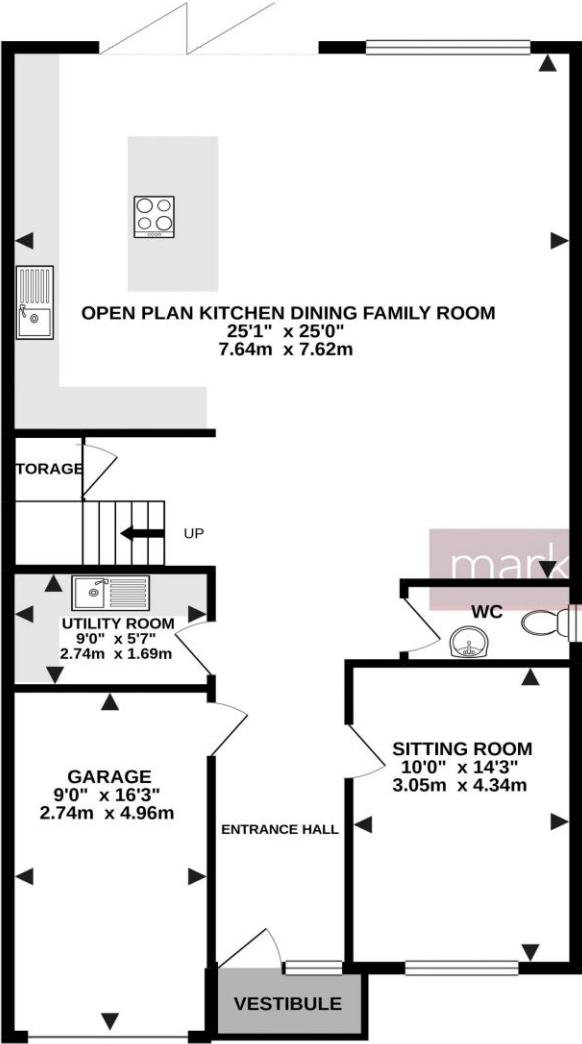 OPEN PLAN KITCHEN DINING FAMILY ROOM
25'1" x 25'0"
7.64m x 7.62m
TORAGE
UP
mark
WC
UTILITY ROOM
9'0" x 5'7"
2.74m x 1.69m
SITTING ROOM
10'0" x 14'3"
3.05m x 4.34m
GARAGE
9'0" x 16'3"
2.74m x 4.96m
ENTRANCE HALL
VESTIBULE